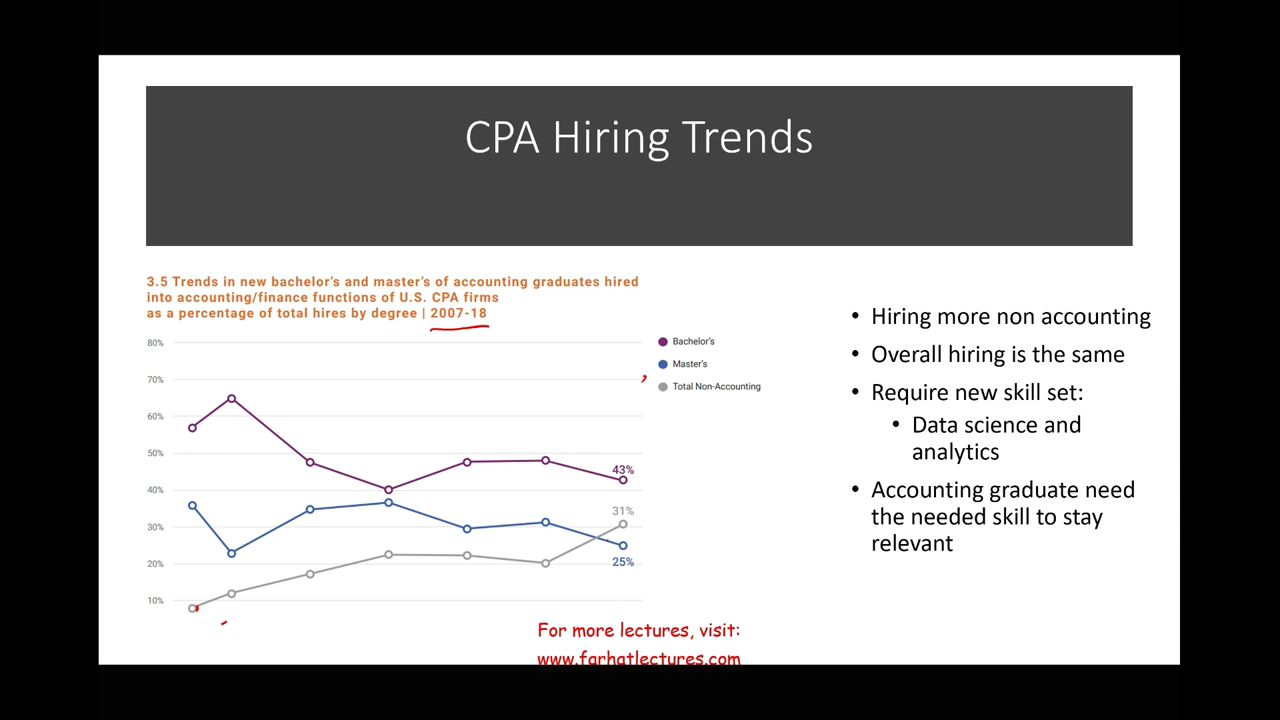 CPA Hiring Trends
3.5 Trends in new bachelor's and master's of accounting graduates hired
into accounting/finance functions of U.S. CPA firms
as a percentage of total hires by degree | 2007-18
80%
70%
60%
50%
40%
30%
20%
10%
43%
31%
25%
Bachelor's
Master's
Total Non-Accounting
• Hiring more non accounting
• Overall hiring is the same
• Require new skill set:
• Data science and
analytics
• Accounting graduate need
the needed skill to stay
relevant
For more lectures, visit:
www.farhatlectures.com